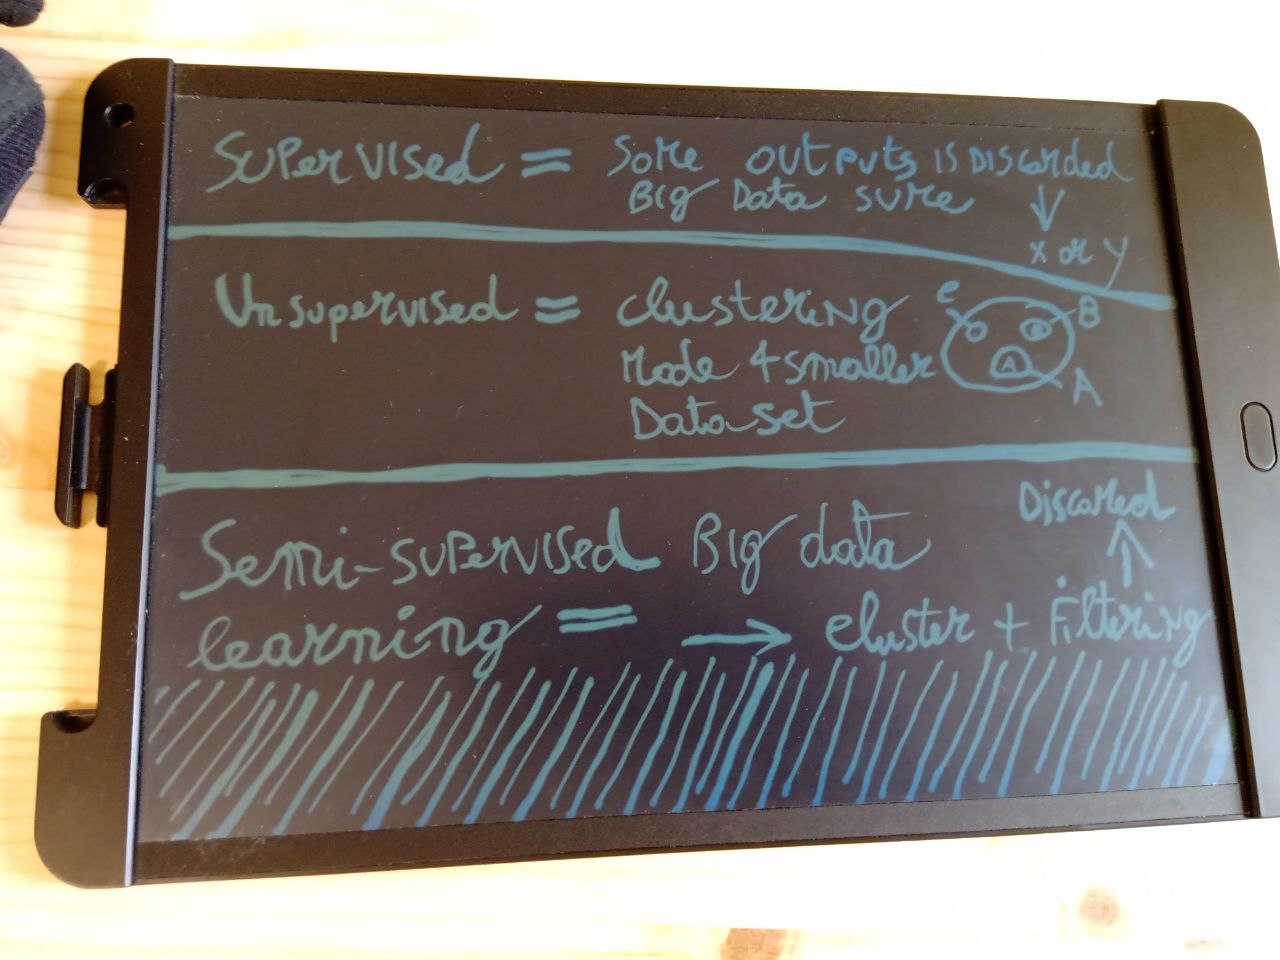 Supervised = Some outputs is discarded
Big Data sure
x or y
Unsupervised = clustering
Mode 4 smaller
Data set
C
B
A
A
Discarded
Semi-supervised Big data
learning = → cluster + Filtering